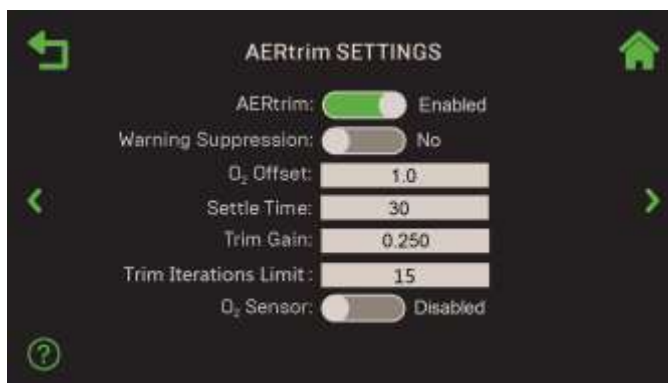 AERtrim SETTINGS
AERtrim: Enabled
Warning Suppression: No
O₂ Offset: 1.0
Settle Time: 30
Trim Gain: 0.250
Trim Iterations Limit : 15
O₂ Sensor: Disabled
?